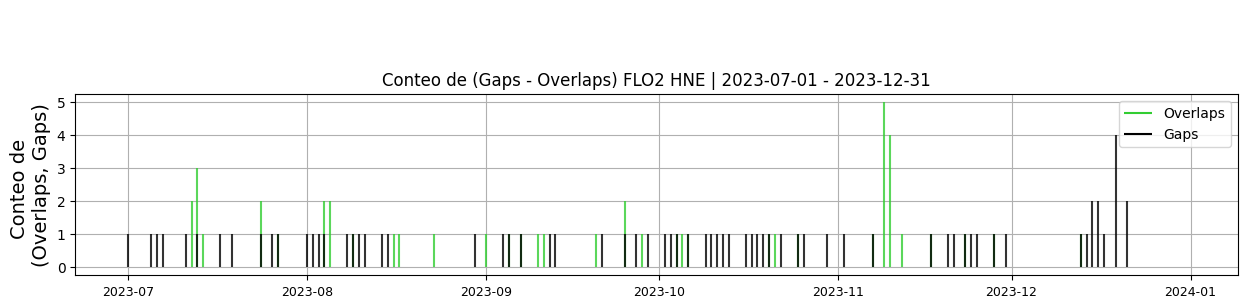 Conteo de (Gaps - Overlaps) FLO2 HNE | 2023-07-01 - 2023-12-31
Conteo de
(Overlaps, Gaps)
5
4
3
2
1
0
Overlaps
Gaps
2023-07
2023-08
2023-09
2023-10
2023-11
2023-12
2024-01